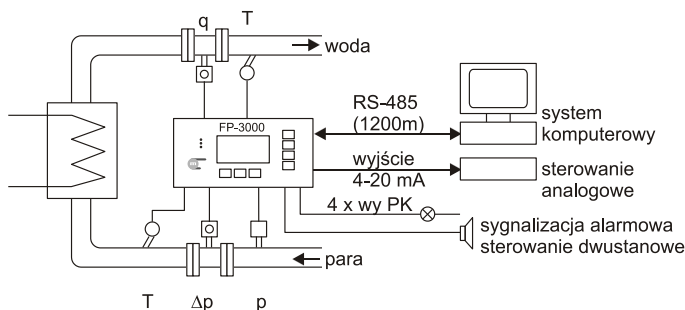 q T
woda
RS-485
(1200m)
system
komputerowy
FP-3000
wyjście
4-20 mA
sterowanie
analogowe
4 x wy PK
sygnalizacja alarmowa
sterowanie dwustanowe
para
T Δp p